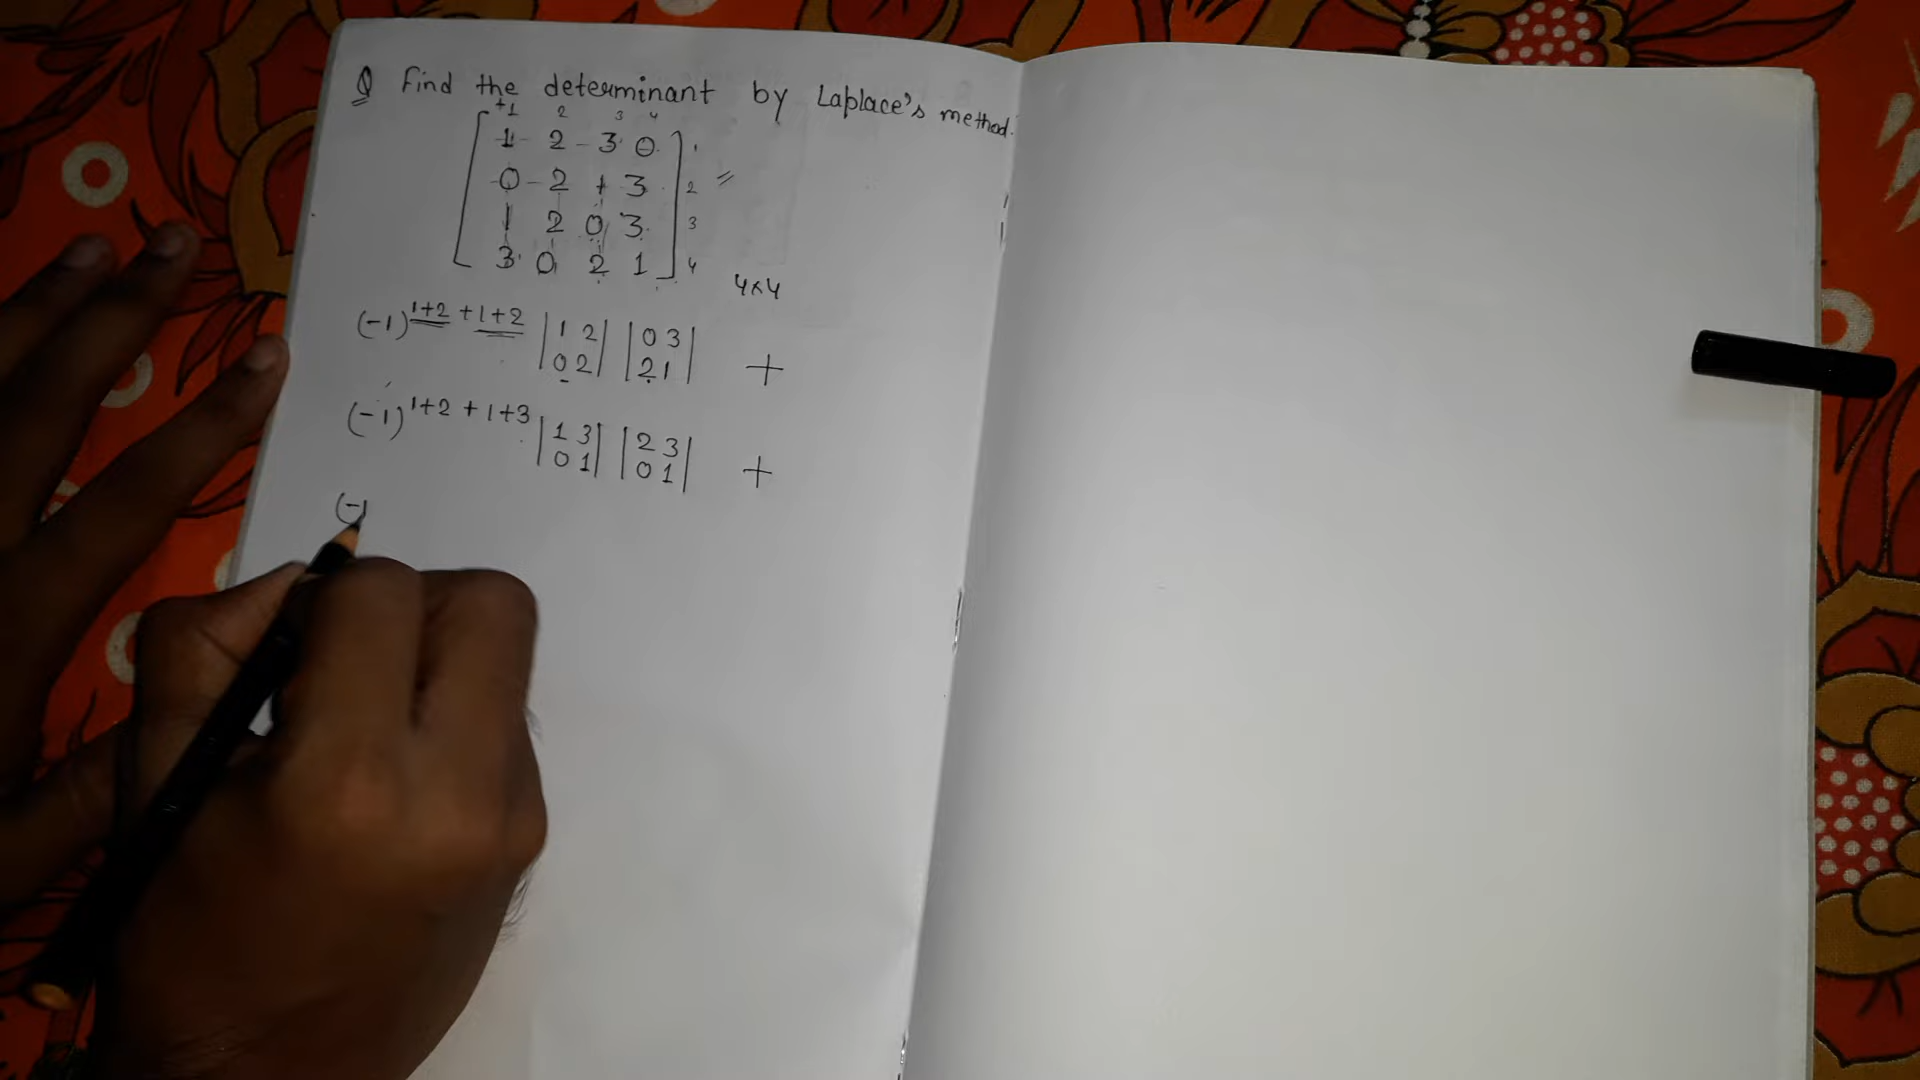 Q Find the determinant by Laplace's method.
+1 2 3 4
1 2 3 0 1
0 2 1 3 2 =
1 2 0 3 3
3 0 2 1 4
4×4
(-1)^1+2+1+2 |1 2| |0 3| +
|0 2| |2 1|
(-1)^1+2+1+3 |1 3| |2 3| +
|0 1| |0 1|
(-1